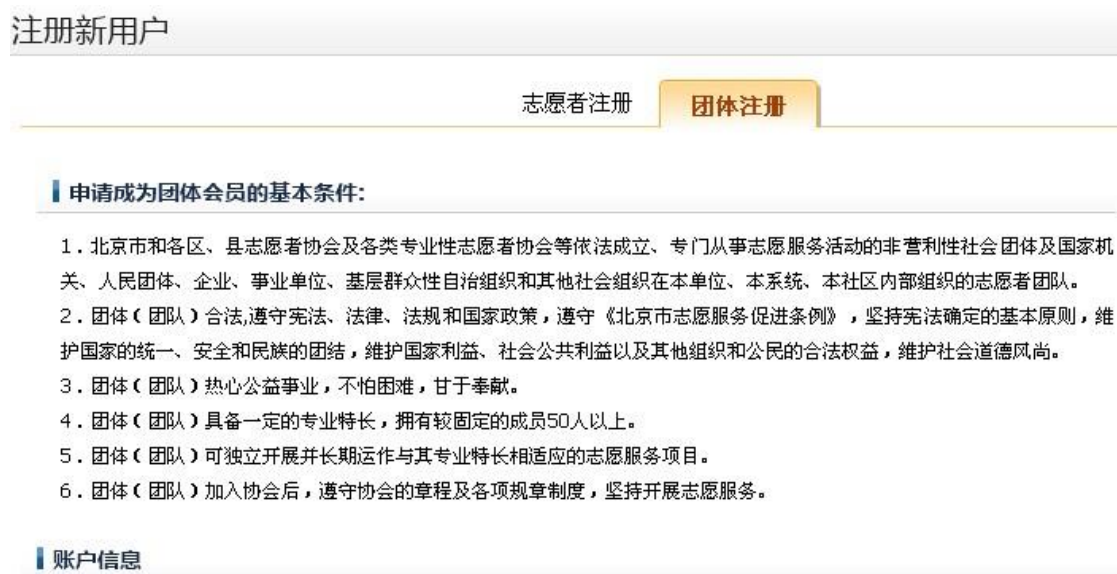 注册新用户
志愿者注册 团体注册
申请成为团体会员的基本条件:
1．北京市和各区、县志愿者协会及各类专业性志愿者协会等依法成立、专门从事志愿服务活动的非营利性社会团体及国家机
关、人民团体、企业、事业单位、基层群众性自治组织和其他社会组织在本单位、本系统、本社区内部组织的志愿者团队。
2．团体（团队）合法,遵守宪法、法律、法规和国家政策，遵守《北京市志愿服务促进条例》，坚持宪法确定的基本原则，维
护国家的统一、安全和民族的团结，维护国家利益、社会公共利益以及其他组织和公民的合法权益，维护社会道德风尚。
3．团体（团队）热心公益事业，不怕困难，甘于奉献。
4．团体（团队）具备一定的专业特长，拥有较固定的成员50人以上。
5．团体（团队）可独立开展并长期运作与其专业特长相适应的志愿服务项目。
6．团体（团队）加入协会后，遵守协会的章程及各项规章制度，坚持开展志愿服务。
账户信息